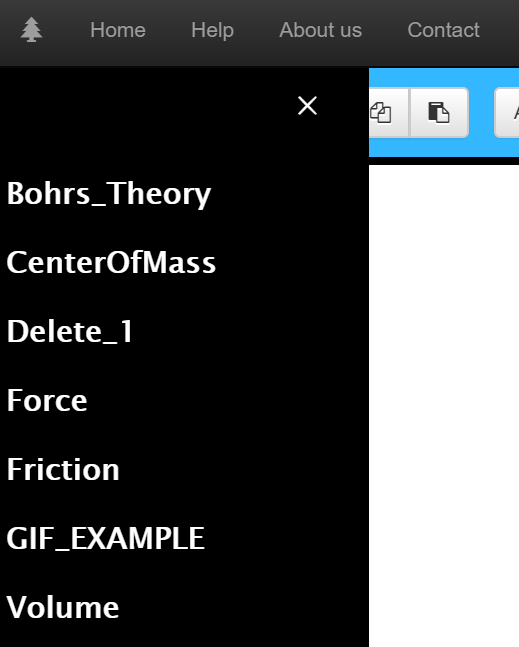 Home Help About us Contact
Bohrs_Theory
CenterOfMass
Delete_1
Force
Friction
GIF_EXAMPLE
Volume